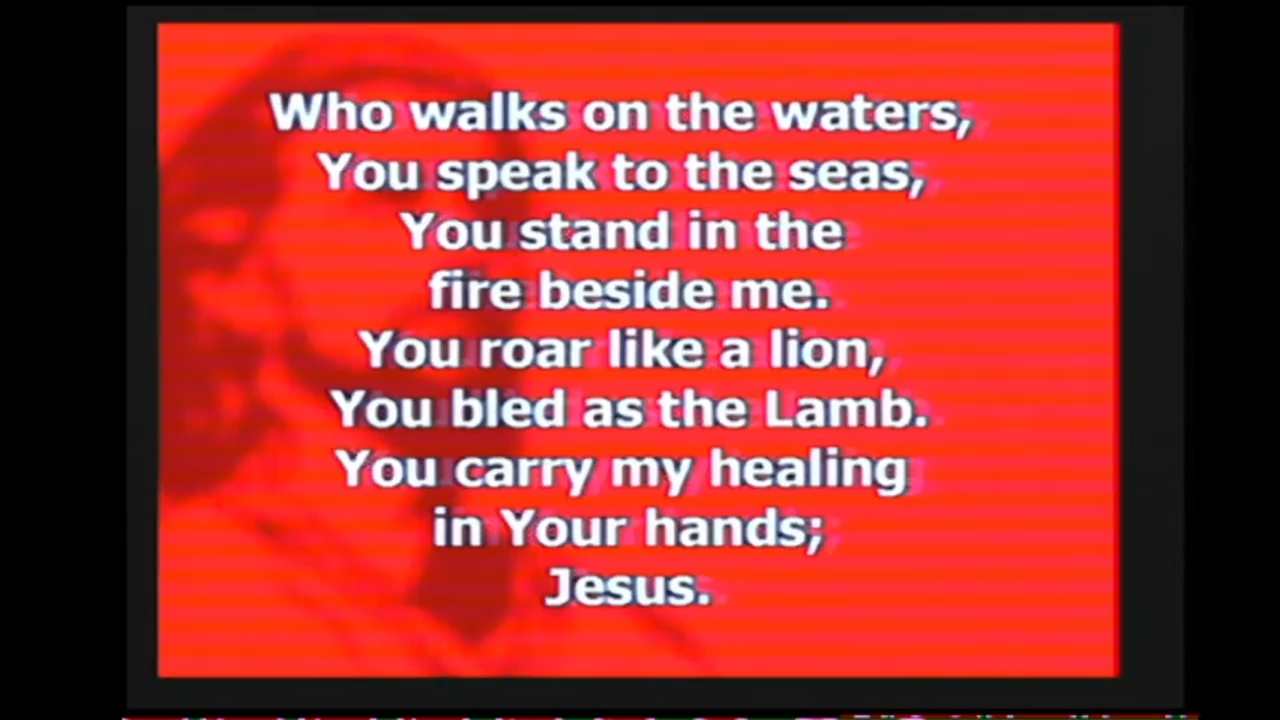 Who walks on the waters,
You speak to the seas,
You stand in the
fire beside me.
You roar like a lion,
You bled as the Lamb.
You carry my healing
in Your hands;
Jesus.